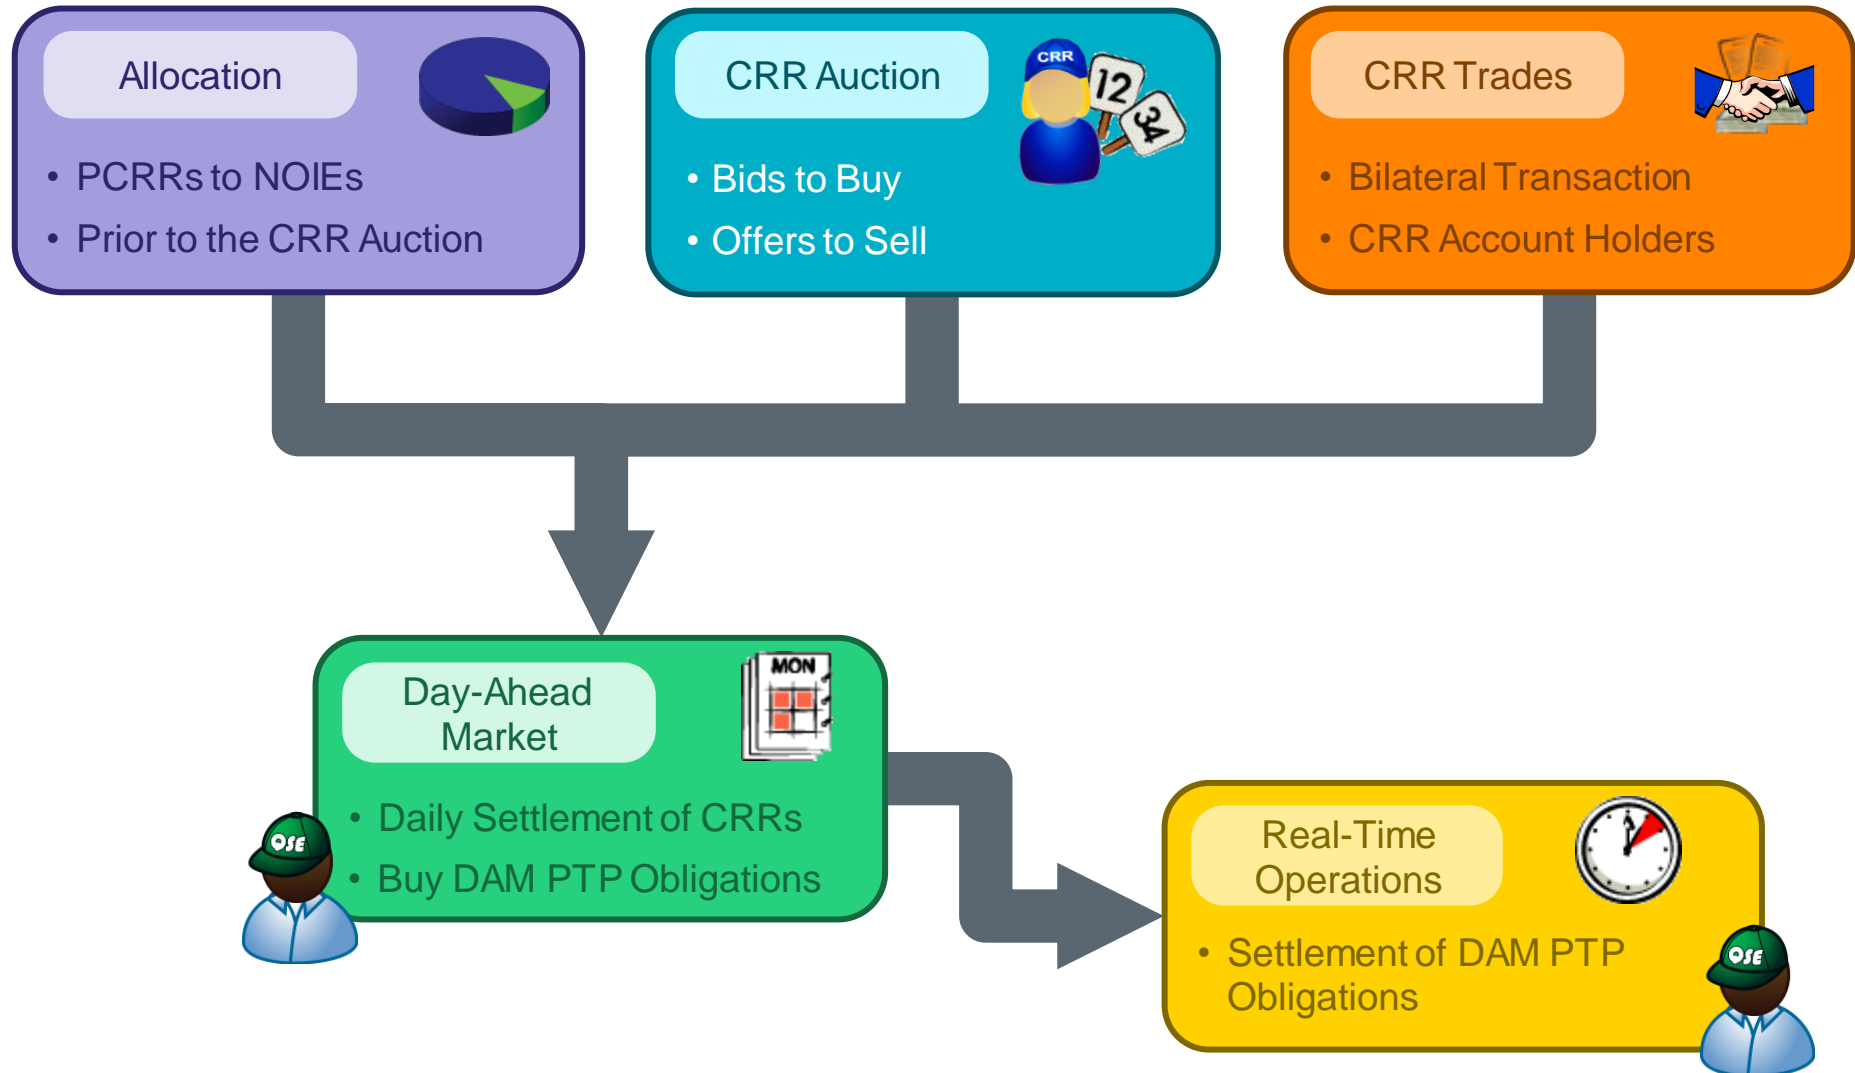 Allocation
• PCRRs to NOIEs
• Prior to the CRR Auction
CRR Auction
CRR
12
34
• Bids to Buy
• Offers to Sell
CRR Trades
• Bilateral Transaction
• CRR Account Holders
Day-Ahead
Market
MON
• Daily Settlement of CRRs
• Buy DAM PTP Obligations
QSE
Real-Time
Operations
• Settlement of DAM PTP
Obligations
QSE